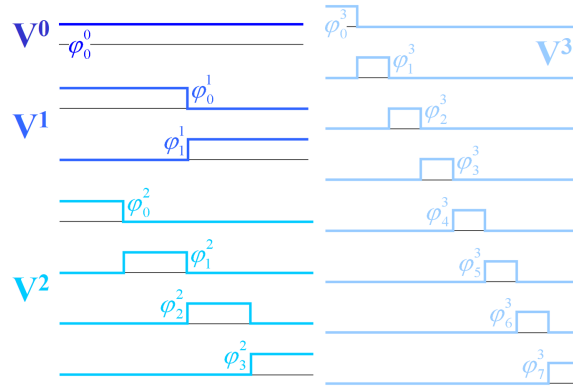 V⁰
φ₀⁰
V¹
φ₀¹
φ₁¹
V²
φ₀²
φ₁²
φ₂²
φ₃²
V³
φ₀³
φ₁³
φ₂³
φ₃³
φ₄³
φ₅³
φ₆³
φ₇³